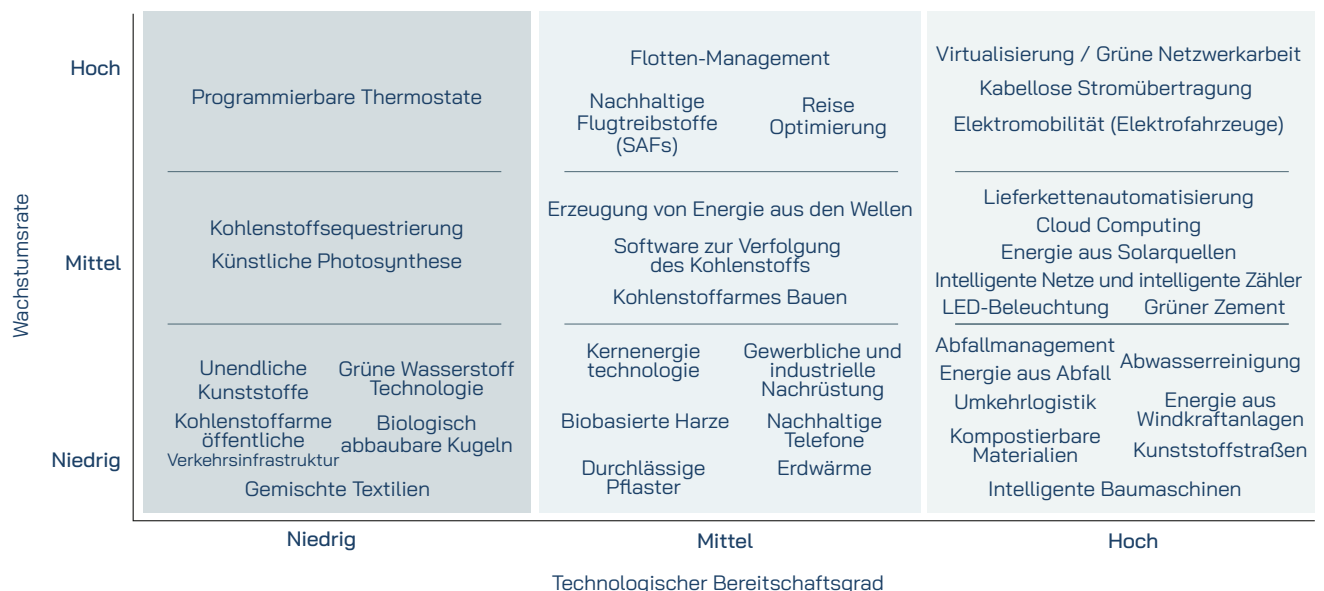 Wachstumsrate
Hoch
Programmierbare Thermostate
Flotten-Management
Nachhaltige
Flugtreibstoffe
(SAFs)
Reise
Optimierung
Virtualisierung / Grüne Netzwerkarbeit
Kabellose Stromübertragung
Elektromobilität (Elektrofahrzeuge)
Mittel
Kohlenstoffsequestrierung
Künstliche Photosynthese
Erzeugung von Energie aus den Wellen
Software zur Verfolgung
des Kohlenstoffs
Kohlenstoffarmes Bauen
Lieferkettenautomatisierung
Cloud Computing
Energie aus Solarquellen
Intelligente Netze und intelligente Zähler
LED-Beleuchtung
Grüner Zement
Niedrig
Unendliche
Kunststoffe
Grüne Wasserstoff
Technologie
Kohlenstoffarme
öffentliche
Verkehrsinfrastruktur
Biologisch
abbaubare Kugeln
Gemischte Textilien
Kernenergie
technologie
Gewerbliche und
industrielle
Nachrüstung
Biobasierte Harze
Nachhaltige
Telefone
Durchlässige
Pflaster
Erdwärme
Abfallmanagement
Energie aus Abfall
Abwasserreinigung
Umkehrlogistik
Energie aus
Windkraftanlagen
Kompostierbare
Materialien
Kunststoffstraßen
Intelligente Baumaschinen
Niedrig
Mittel
Hoch
Technologischer Bereitschaftsgrad